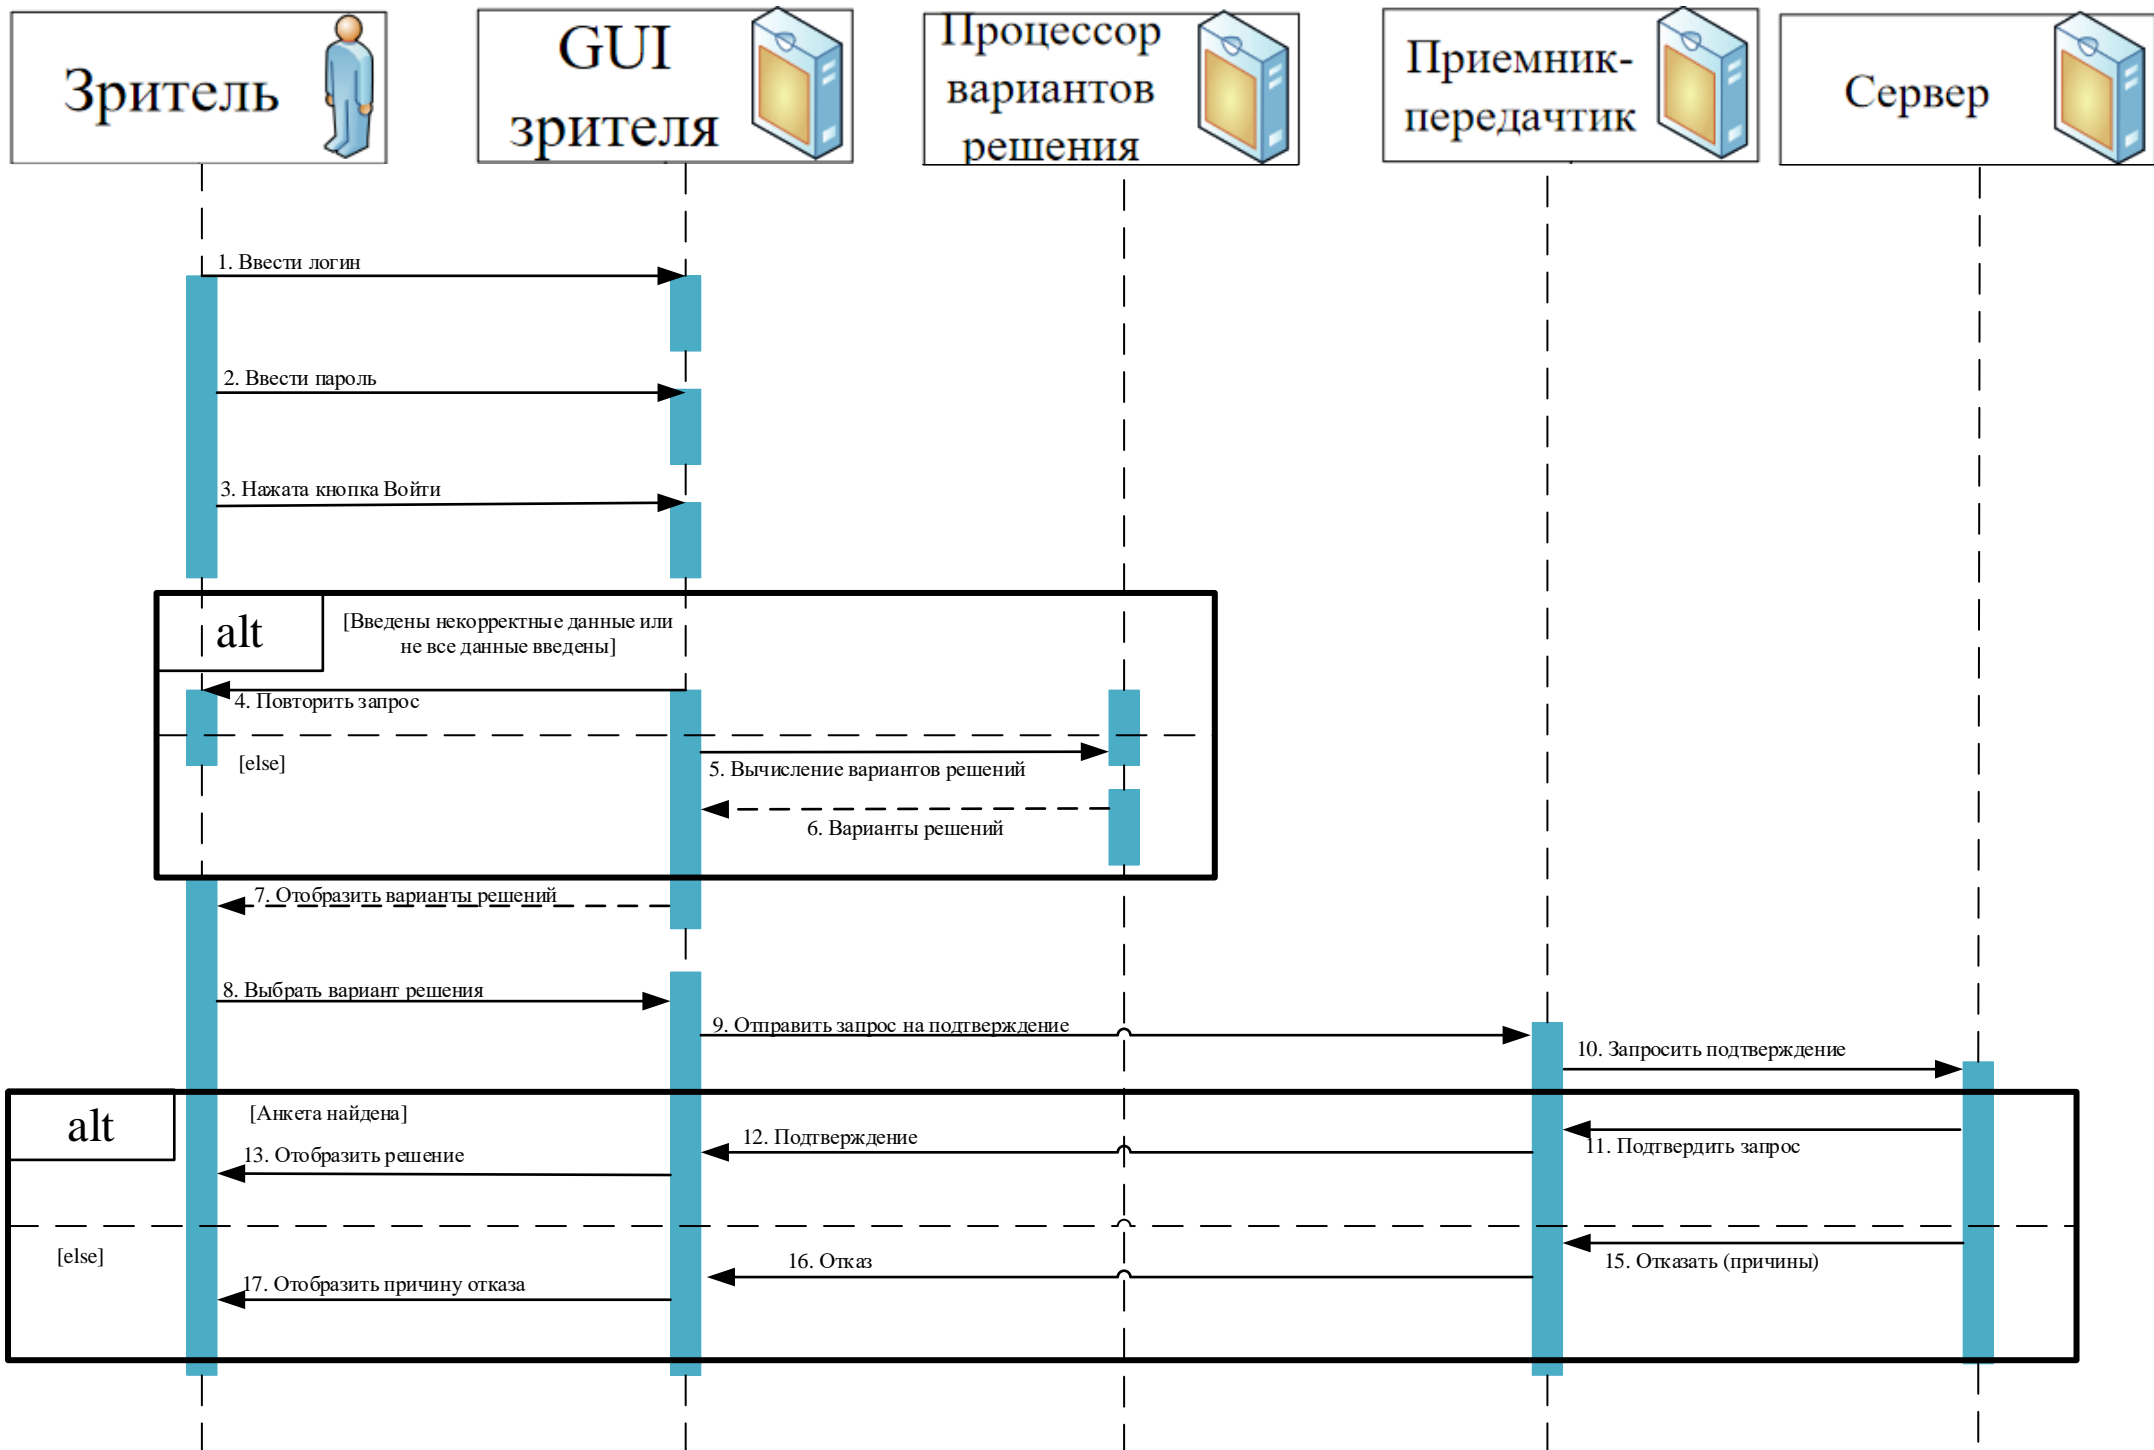 Зритель
GUI
зрителя
Процессор
вариантов
решения
Приемник-
передачтик
Сервер
1. Ввести логин
2. Ввести пароль
3. Нажата кнопка Войти
alt
[Введены некорректные данные или
не все данные введены]
4. Повторить запрос
[else]
5. Вычисление вариантов решений
6. Варианты решений
7. Отобразить варианты решений
8. Выбрать вариант решения
9. Отправить запрос на подтверждение
10. Запросить подтверждение
alt
[Анкета найдена]
11. Подтвердить запрос
12. Подтверждение
13. Отобразить решение
[else]
15. Отказать (причины)
16. Отказ
17. Отобразить причину отказа